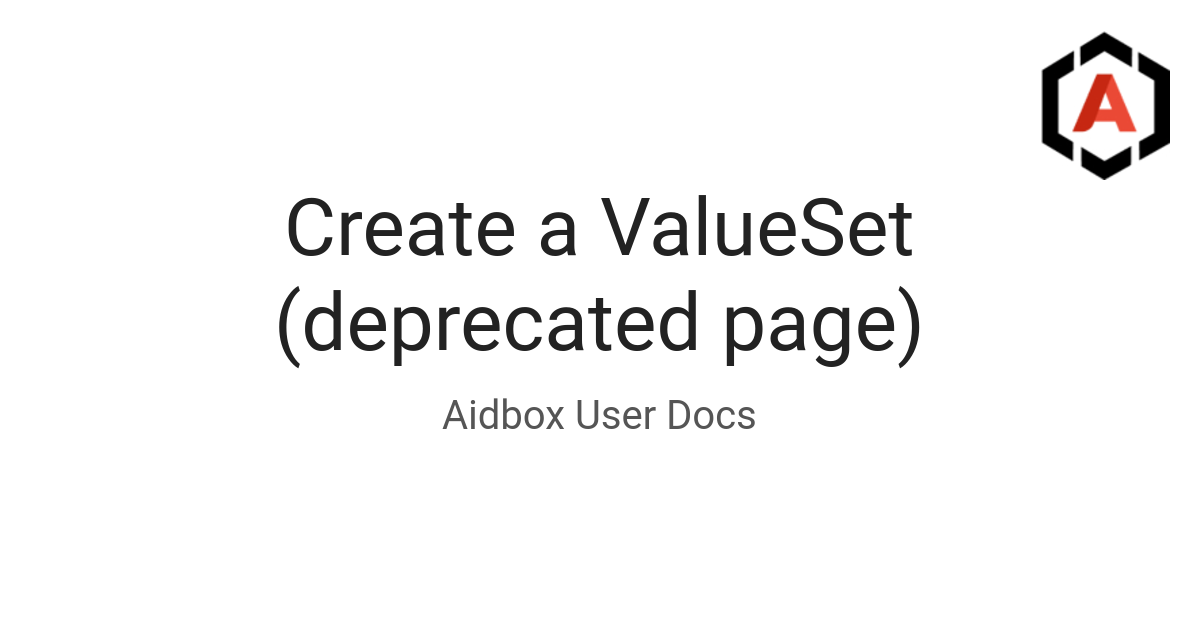 A
Create a ValueSet
(deprecated page)
Aidbox User Docs